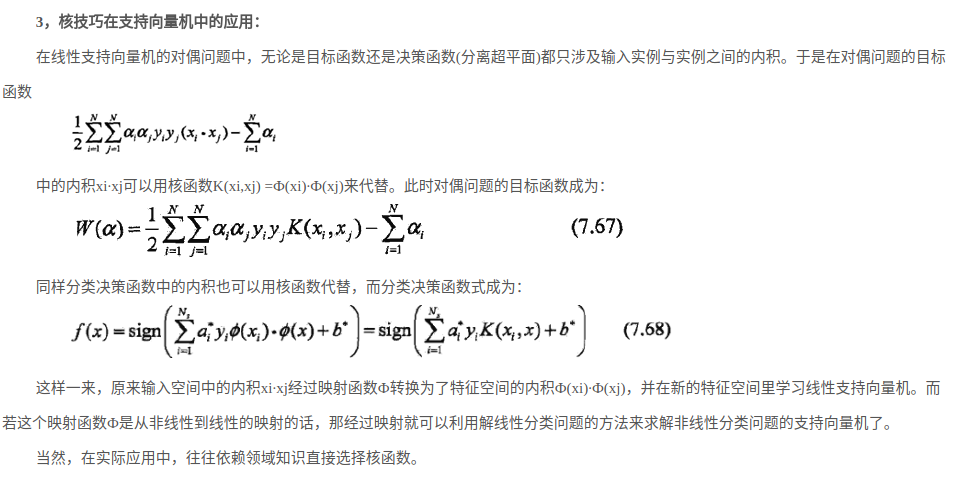 3，核技巧在支持向量机中的应用：
在线性支持向量机的对偶问题中，无论是目标函数还是决策函数(分离超平面)都只涉及输入实例与实例之间的内积。于是在对偶问题的目标
函数
\frac{1}{2}\sum_{i=1}^{N}\sum_{j=1}^{N}\alpha_i\alpha_j y_i y_j(x_i \cdot x_j)-\sum_{i=1}^{N}\alpha_i
中的内积xi·xj可以用核函数K(xi,xj) =Φ(xi)·Φ(xj)来代替。此时对偶问题的目标函数成为：
W(\alpha)=\frac{1}{2}\sum_{i=1}^{N}\sum_{j=1}^{N}\alpha_i\alpha_j y_i y_j K(x_i,x_j)-\sum_{i=1}^{N}\alpha_i (7.67)
同样分类决策函数中的内积也可以用核函数代替，而分类决策函数式成为：
f(x)=sign\left(\sum_{i=1}^{N_s}a_i^* y_i\phi(x_i)\cdot\phi(x)+b^*\right)=sign\left(\sum_{i=1}^{N_s}a_i^* y_i K(x_i,x)+b^*\right) (7.68)
这样一来，原来输入空间中的内积xi·xj经过映射函数Φ转换为了特征空间的内积Φ(xi)·Φ(xj)，并在新的特征空间里学习线性支持向量机。而
若这个映射函数Φ是从非线性到线性的映射的话，那经过映射就可以利用解线性分类问题的方法来求解非线性分类问题的支持向量机了。
当然，在实际应用中，往往依赖领域知识直接选择核函数。